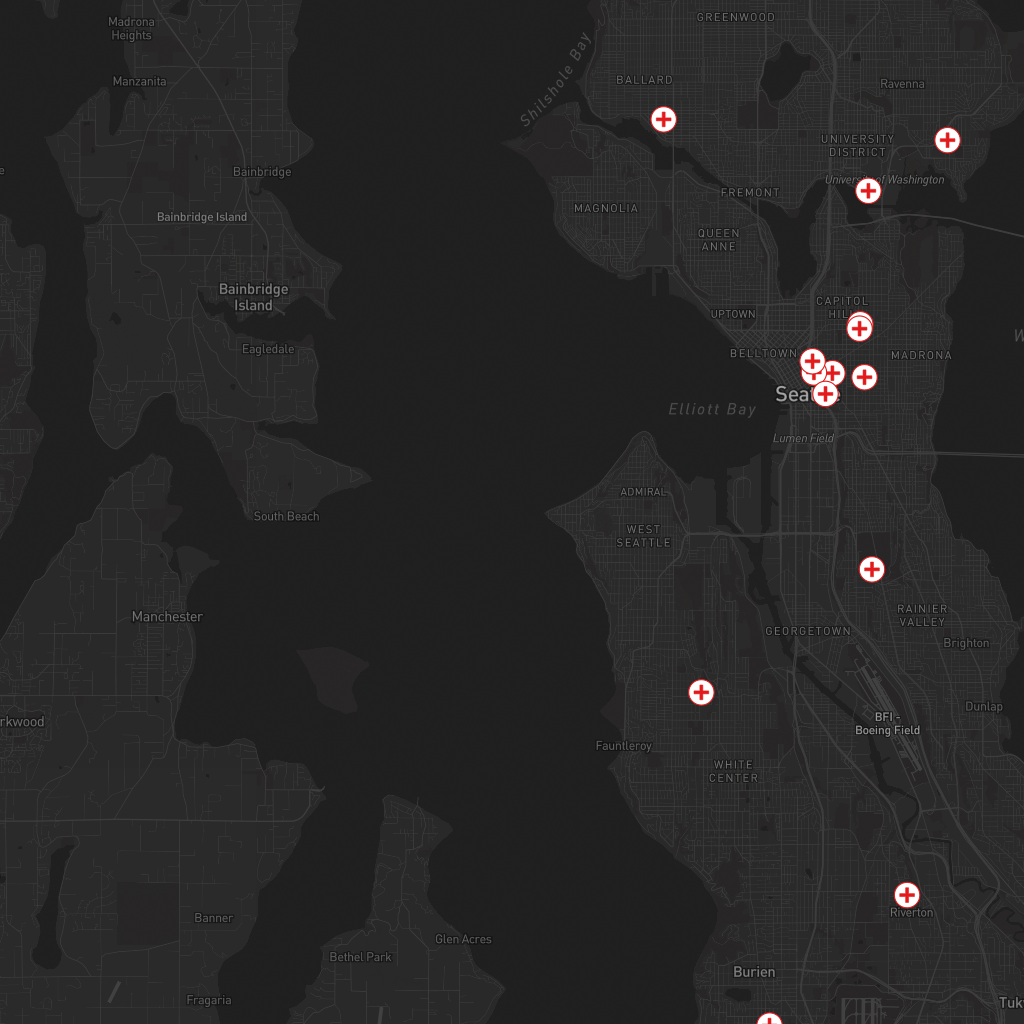 GREENWOOD
Madrona
Heights
Shilshole Bay
Manzanita
BALLARD
Ravenna
UNIVERSITY
DISTRICT
Bainbridge
University of Washington
FREMONT
MAGNOLIA
Bainbridge Island
QUEEN
ANNE
Bainbridge
Island
CAPITOL
HILL
UPTOWN
Eagledale
BELLTOWN
MADRONA
Seattle
Elliott Bay
Lumen Field
ADMIRAL
South Beach
WEST
SEATTLE
Manchester
RAINIER
VALLEY
GEORGETOWN
Brighton
Dunlap
rkwood
BFI -
Boeing Field
Fauntleroy
WHITE
CENTER
Riverton
Banner
Glen Acres
Bethel Park
Burien
Fragaria
Tuk